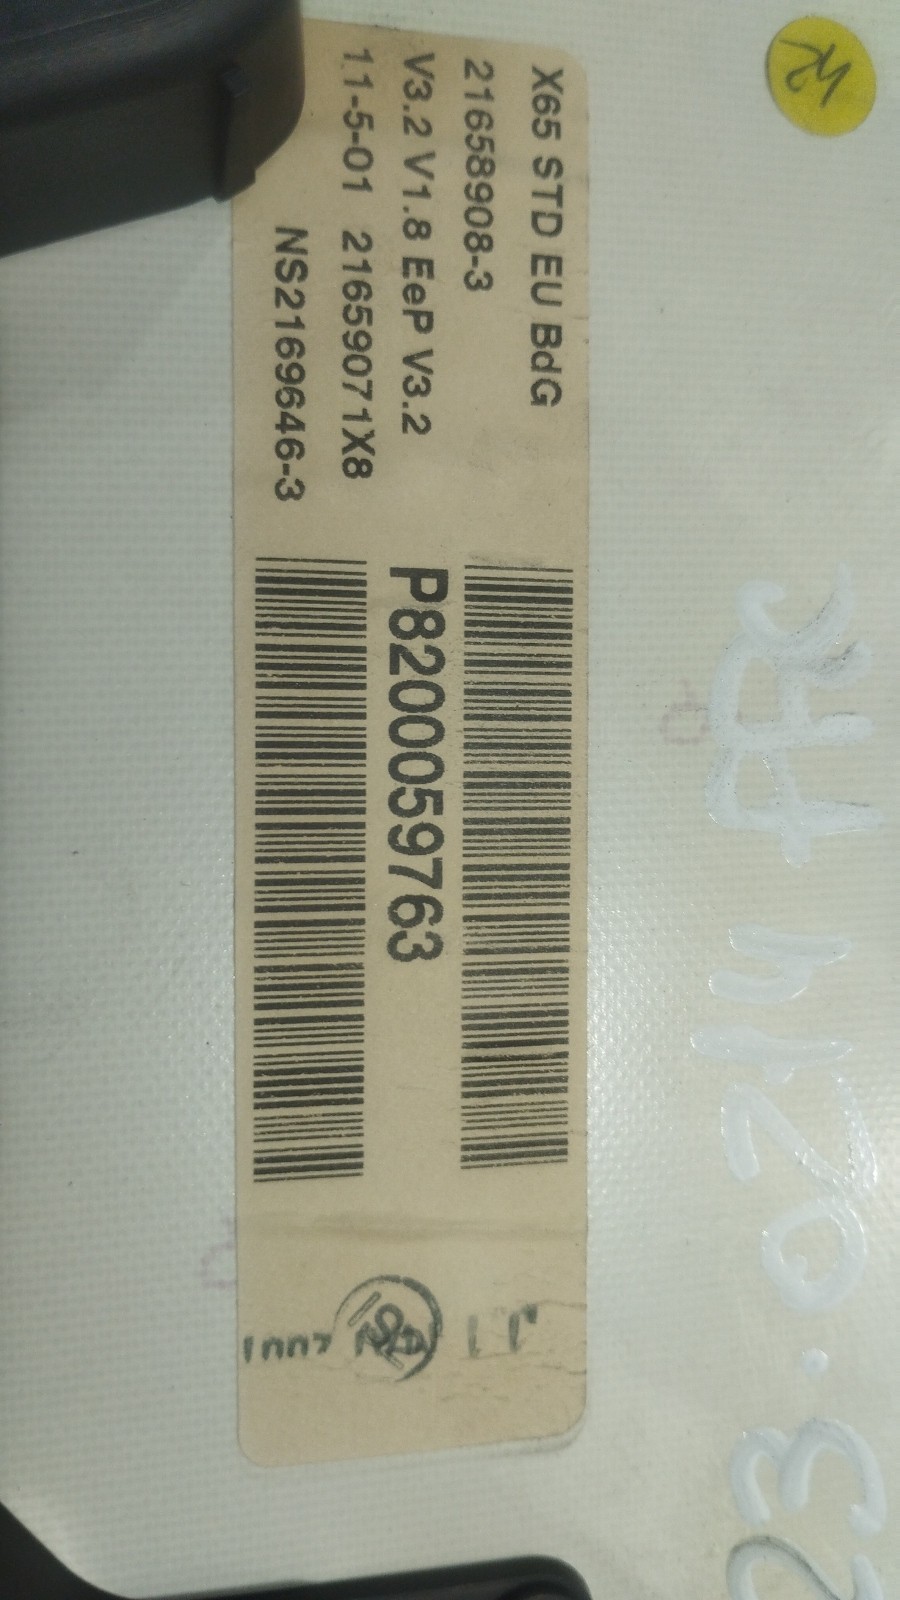 X65 STD EU BdG
21658908-3
V3.2 V1.8 EeP V3.2
11-5-01 21659071X8
NS2169646-3
P8200059763